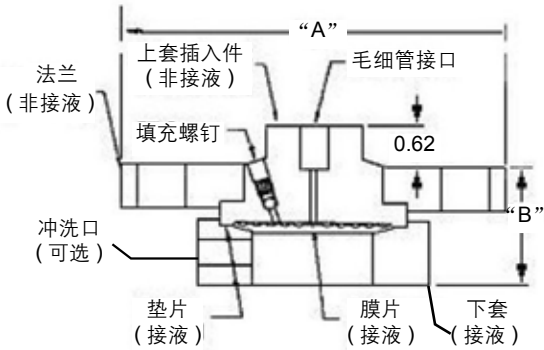 “A”
上套插入件
(非接液)
毛细管接口
法兰
(非接液)
填充螺钉
0.62
“B”
冲洗口
(可选)
垫片
(接液)
膜片
(接液)
下套
(接液)